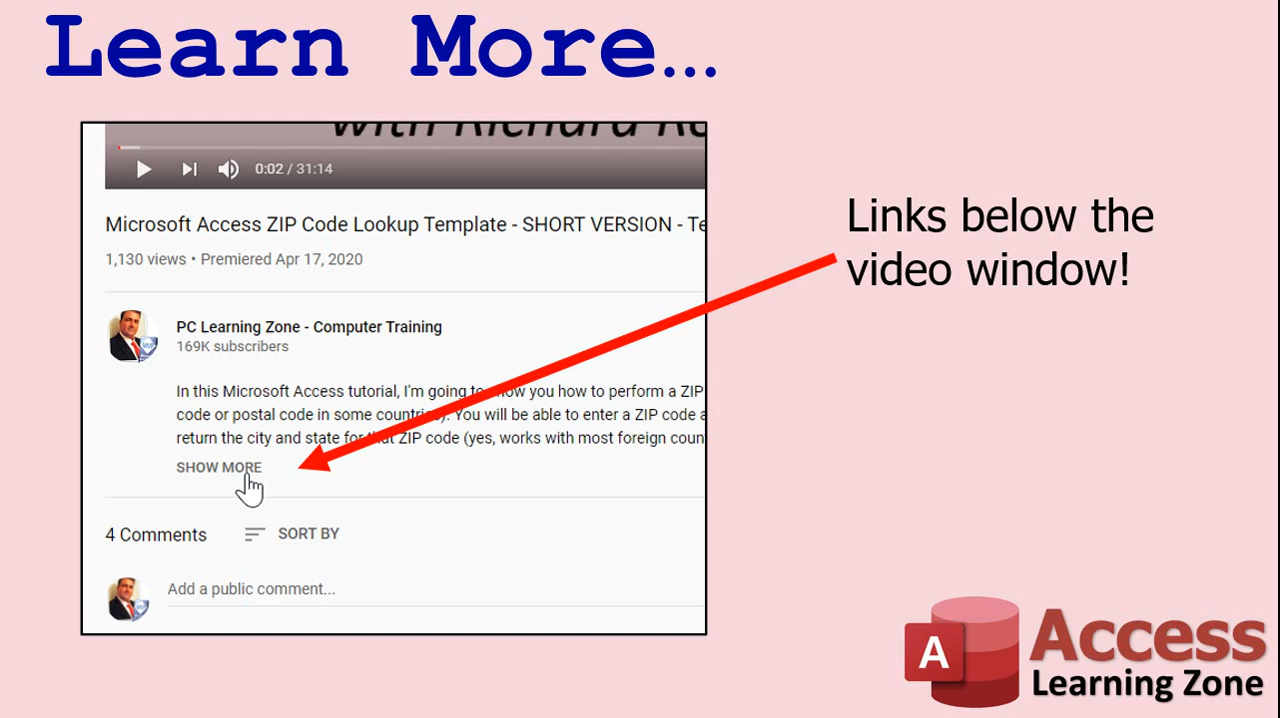 Learn More...
with Richard Ro
0:02 / 31:14
Microsoft Access ZIP Code Lookup Template - SHORT VERSION - Te
1,130 views • Premiered Apr 17, 2020
Links below the
video window!
PC Learning Zone - Computer Training
169K subscribers
In this Microsoft Access tutorial, I'm going to show you how to perform a ZIP
code or postal code in some countries). You will be able to enter a ZIP code a
return the city and state for that ZIP code (yes, works with most foreign coun
SHOW MORE
4 Comments SORT BY
Add a public comment...
A
Access
Learning Zone